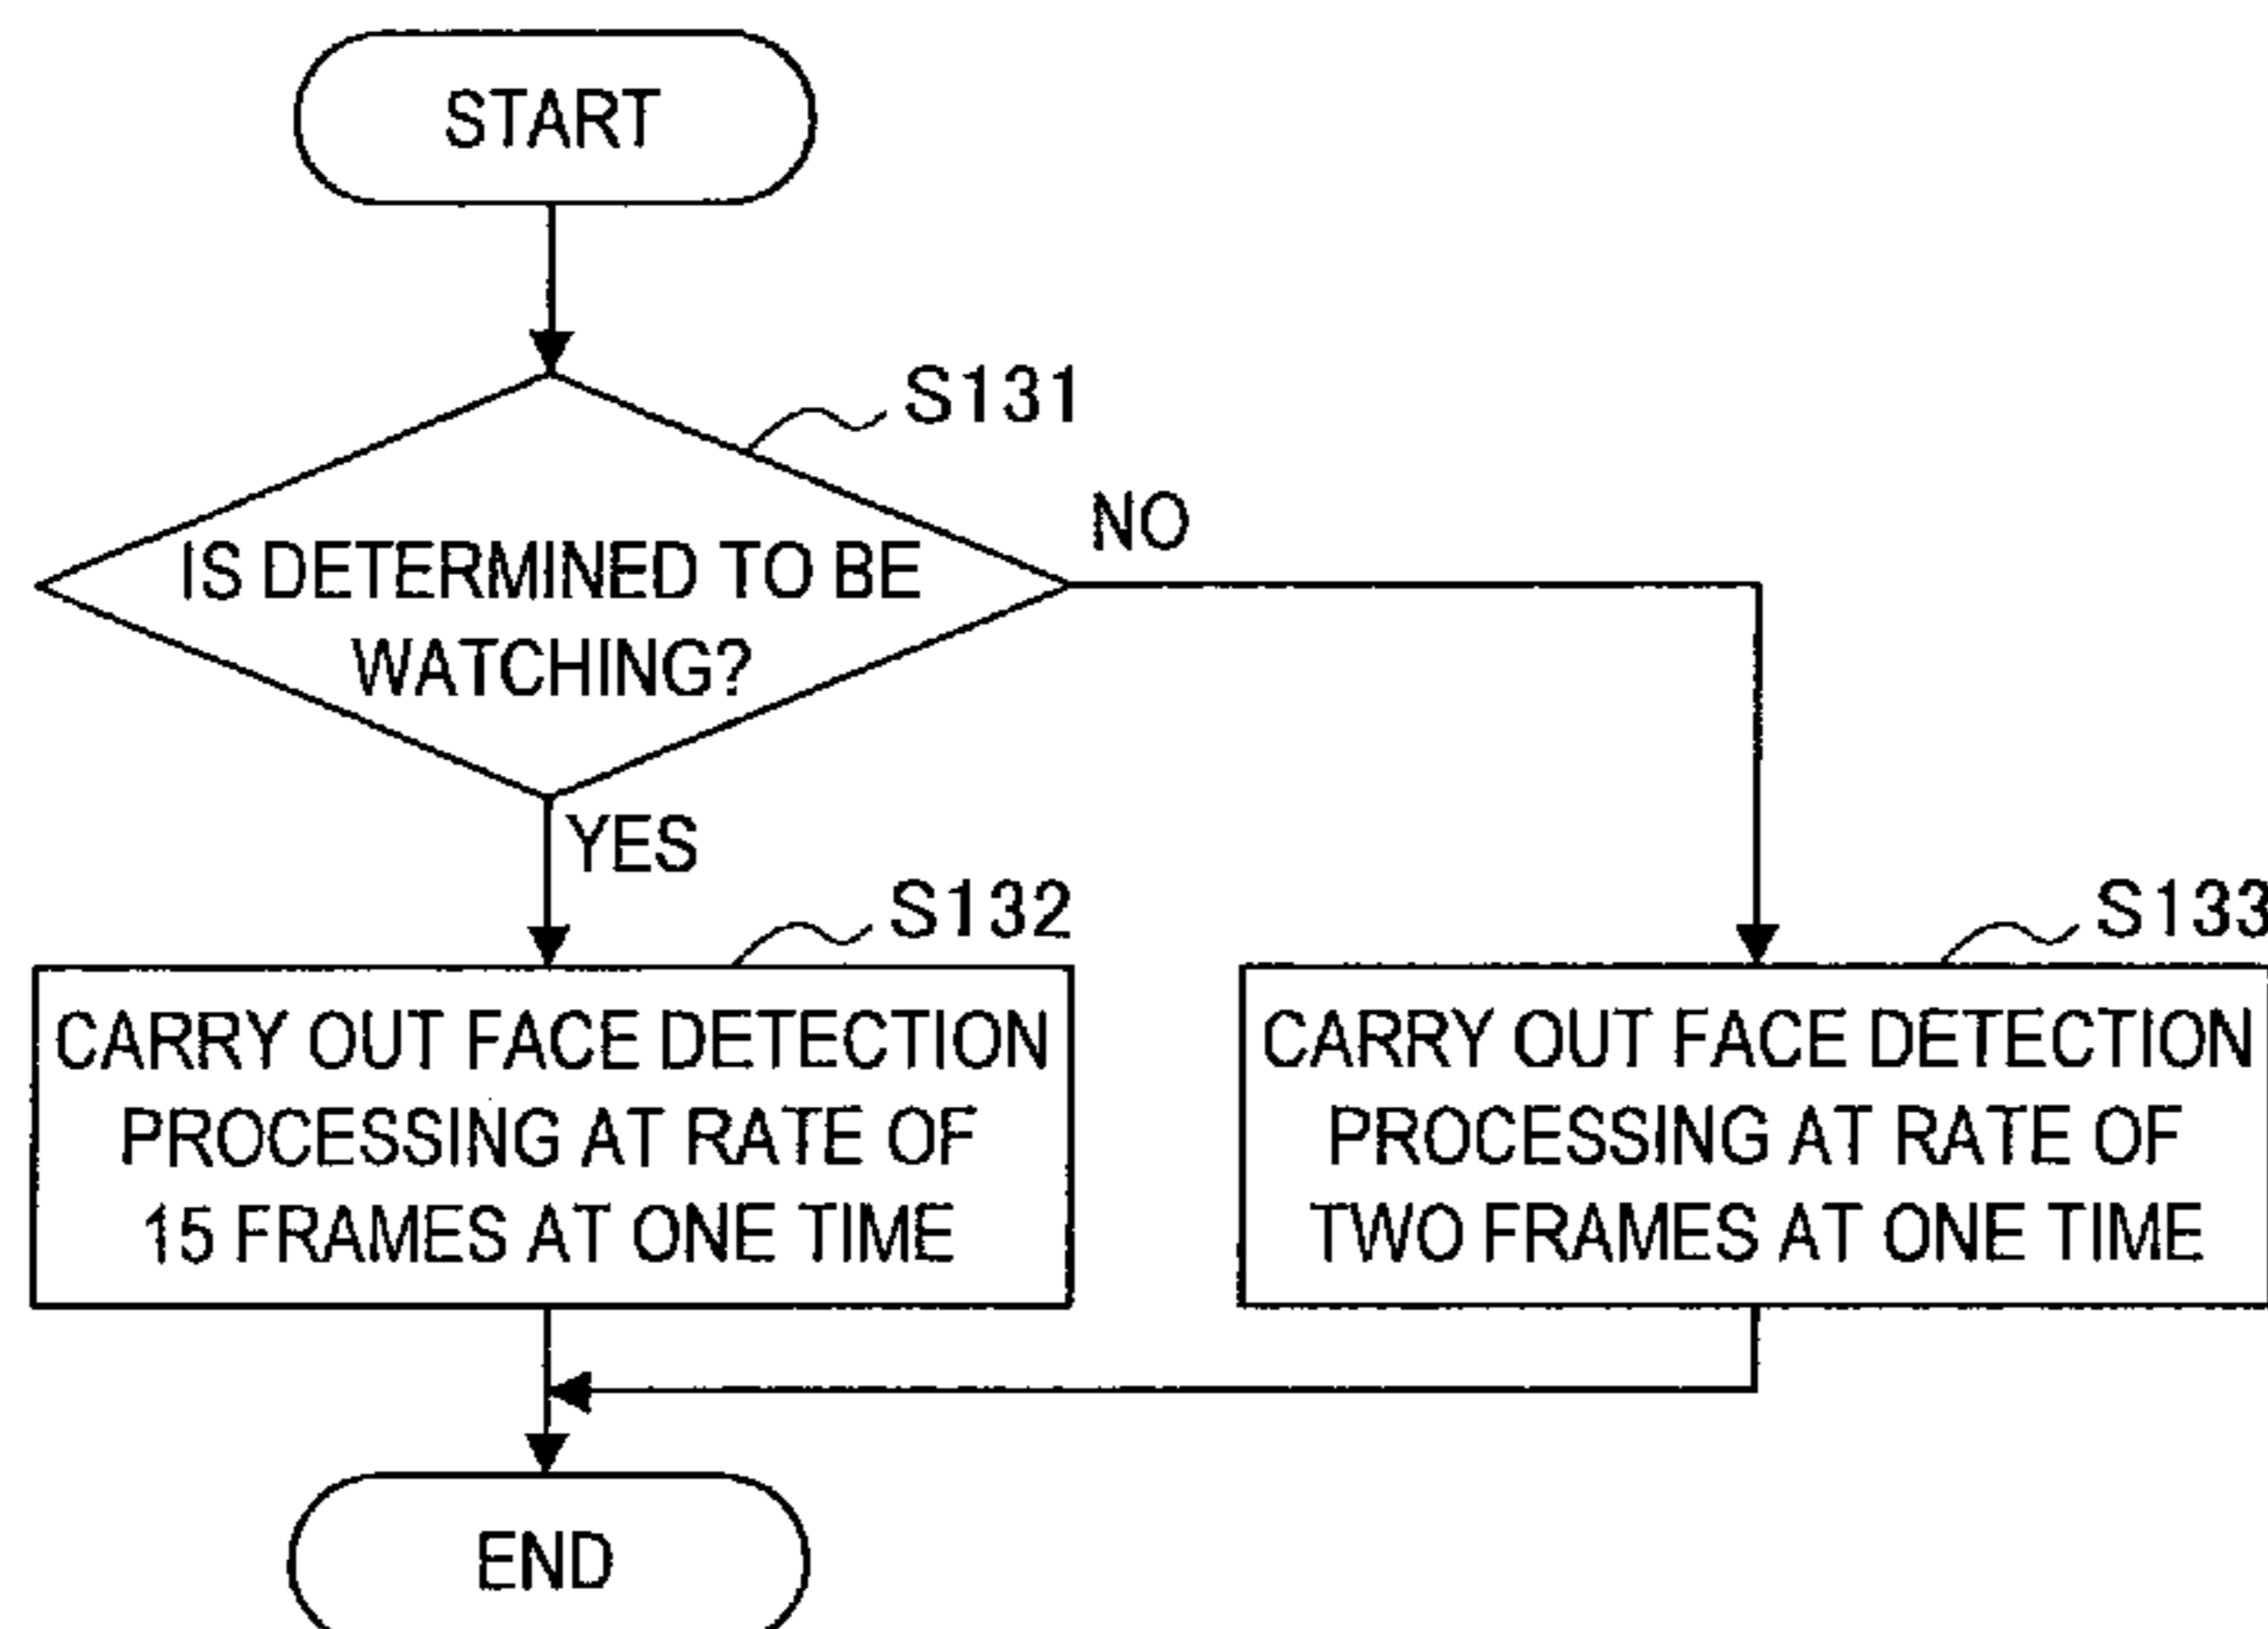 START
S131
IS DETERMINED TO BE
WATCHING?
NO
YES
S132
CARRY OUT FACE DETECTION
PROCESSING AT RATE OF
15 FRAMES AT ONE TIME
S133
CARRY OUT FACE DETECTION
PROCESSING AT RATE OF
TWO FRAMES AT ONE TIME
END